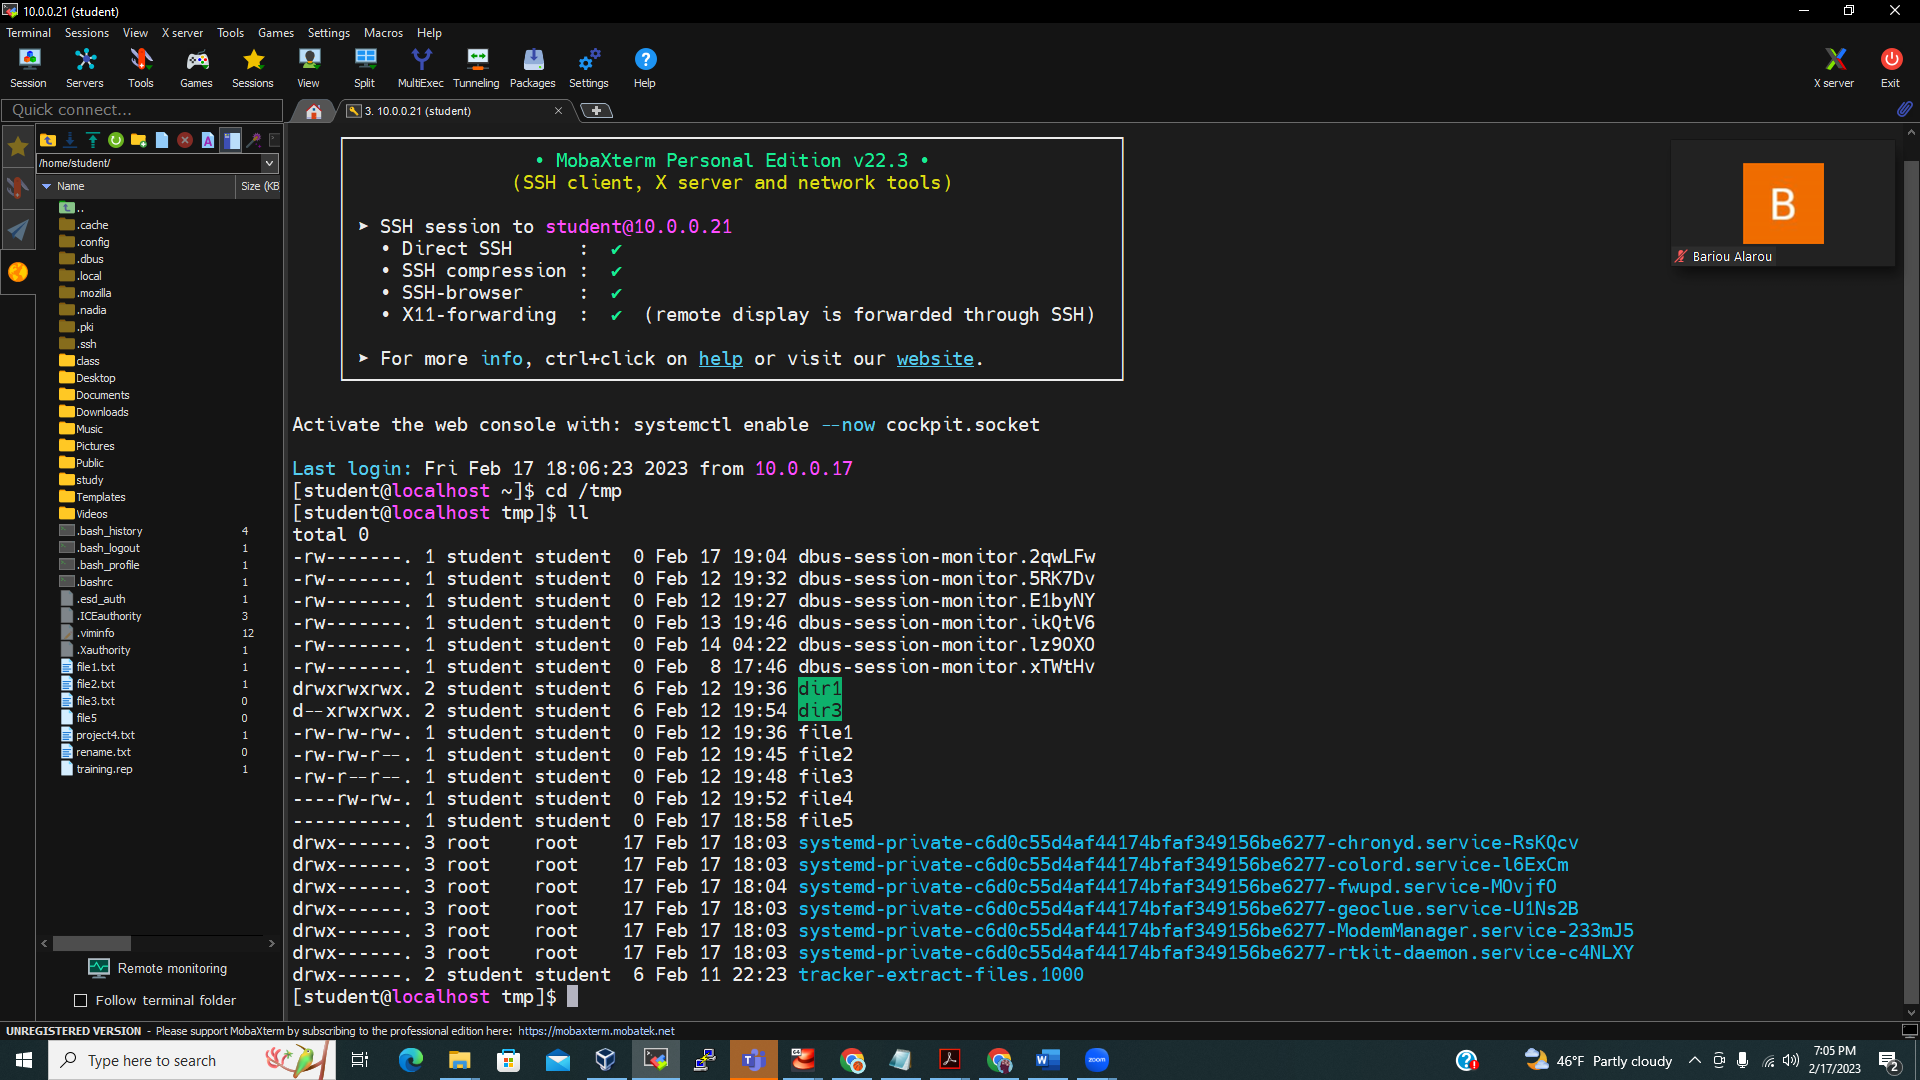 10.0.0.21 (student)
Terminal Sessions View X server Tools Games Settings Macros Help
Session Servers Tools Games Sessions View Split MultiExec Tunneling Packages Settings Help X server Exit
Quick connect...
3. 10.0.0.21 (student)
/home/student/
Name Size (KB
..
.cache
.config
.dbus
.local
.mozilla
.nadia
.pki
.ssh
class
Desktop
Documents
Downloads
Music
Pictures
Public
study
Templates
Videos
.bash_history 4
.bash_logout 1
.bash_profile 1
.bashrc 1
.esd_auth 1
.ICEauthority 3
.viminfo 12
.Xauthority 1
file1.txt 1
file2.txt 1
file3.txt 0
file5 0
project4.txt 1
rename.txt 0
training.rep 1
Remote monitoring
Follow terminal folder
• MobaXterm Personal Edition v22.3 •
(SSH client, X server and network tools)
➤ SSH session to student@10.0.0.21
• Direct SSH : ✔
• SSH compression : ✔
• SSH-browser : ✔
• X11-forwarding : ✔ (remote display is forwarded through SSH)
➤ For more info, ctrl+click on help or visit our website.
Activate the web console with: systemctl enable --now cockpit.socket
Last login: Fri Feb 17 18:06:23 2023 from 10.0.0.17
[student@localhost ~]$ cd /tmp
[student@localhost tmp]$ ll
total 0
-rw-------. 1 student student 0 Feb 17 19:04 dbus-session-monitor.2qwLFw
-rw-------. 1 student student 0 Feb 12 19:32 dbus-session-monitor.5RK7Dv
-rw-------. 1 student student 0 Feb 12 19:27 dbus-session-monitor.E1byNY
-rw-------. 1 student student 0 Feb 13 19:46 dbus-session-monitor.ikQtV6
-rw-------. 1 student student 0 Feb 14 04:22 dbus-session-monitor.lz9OXO
-rw-------. 1 student student 0 Feb 8 17:46 dbus-session-monitor.xTWtHv
drwxrwxrwx. 2 student student 6 Feb 12 19:36 dir1
d--xrwxrwx. 2 student student 6 Feb 12 19:54 dir3
-rw-rw-rw-. 1 student student 0 Feb 12 19:36 file1
-rw-rw-r--. 1 student student 0 Feb 12 19:45 file2
-rw-r--r--. 1 student student 0 Feb 12 19:48 file3
----rw-rw-. 1 student student 0 Feb 12 19:52 file4
----------. 1 student student 0 Feb 17 18:58 file5
drwx------. 3 root root 17 Feb 17 18:03 systemd-private-c6d0c55d4af44174bfaf349156be6277-chronyd.service-RsKQcv
drwx------. 3 root root 17 Feb 17 18:03 systemd-private-c6d0c55d4af44174bfaf349156be6277-colord.service-l6ExCm
drwx------. 3 root root 17 Feb 17 18:04 systemd-private-c6d0c55d4af44174bfaf349156be6277-fwupd.service-MOvjfO
drwx------. 3 root root 17 Feb 17 18:03 systemd-private-c6d0c55d4af44174bfaf349156be6277-geoclue.service-U1Ns2B
drwx------. 3 root root 17 Feb 17 18:03 systemd-private-c6d0c55d4af44174bfaf349156be6277-ModemManager.service-233mJ5
drwx------. 3 root root 17 Feb 17 18:03 systemd-private-c6d0c55d4af44174bfaf349156be6277-rtkit-daemon.service-c4NLXY
drwx------. 2 student student 6 Feb 11 22:23 tracker-extract-files.1000
[student@localhost tmp]$
B
Bariou Alarou
UNREGISTERED VERSION - Please support MobaXterm by subscribing to the professional edition here: https://mobaxterm.mobatek.net
Type here to search
46°F Partly cloudy
7:05 PM
2/17/2023
2